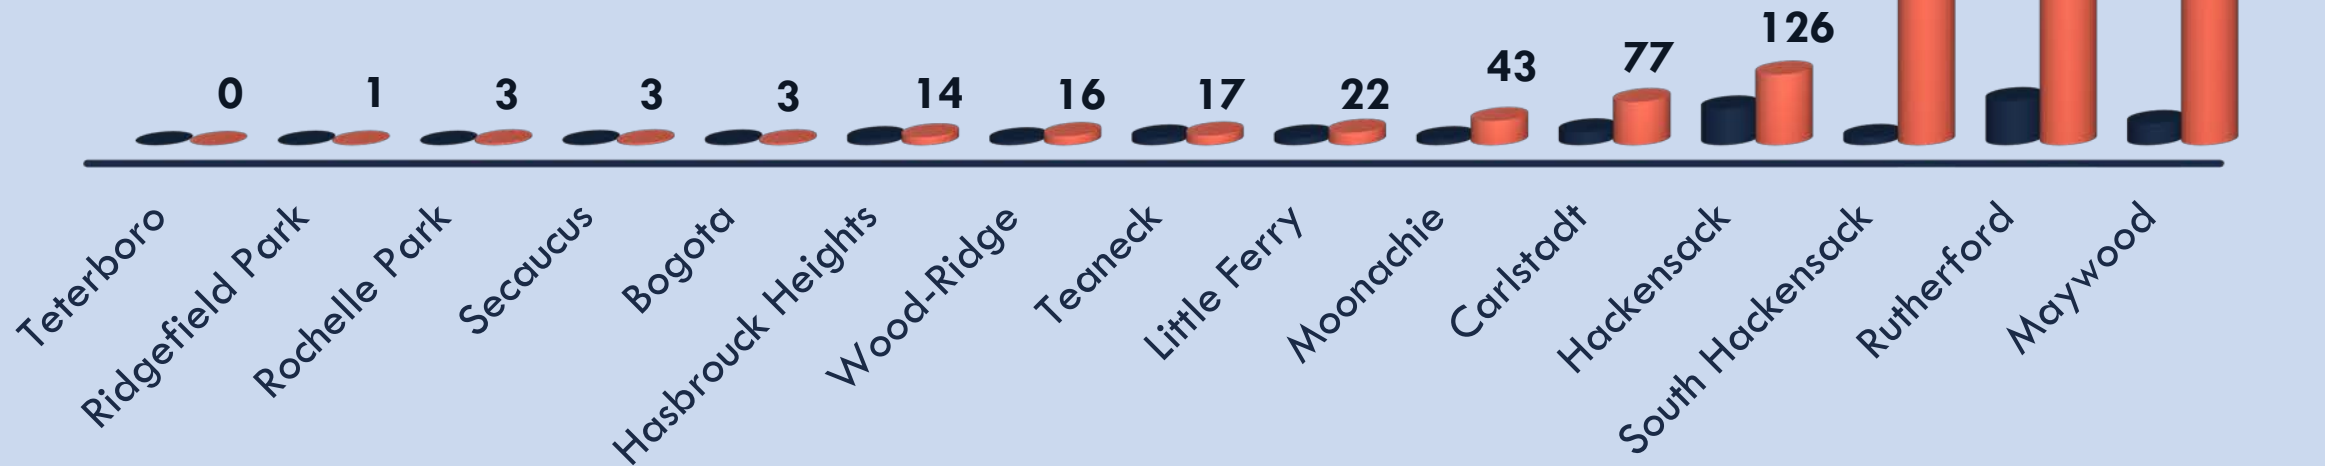 0
1
3
3
3
14
16
17
22
43
77
126
Teterboro
Ridgefield Park
Rochelle Park
Secaucus
Bogota
Hasbrouck Heights
Wood-Ridge
Teaneck
Little Ferry
Moonachie
Carlstadt
Hackensack
South Hackensack
Rutherford
Maywood